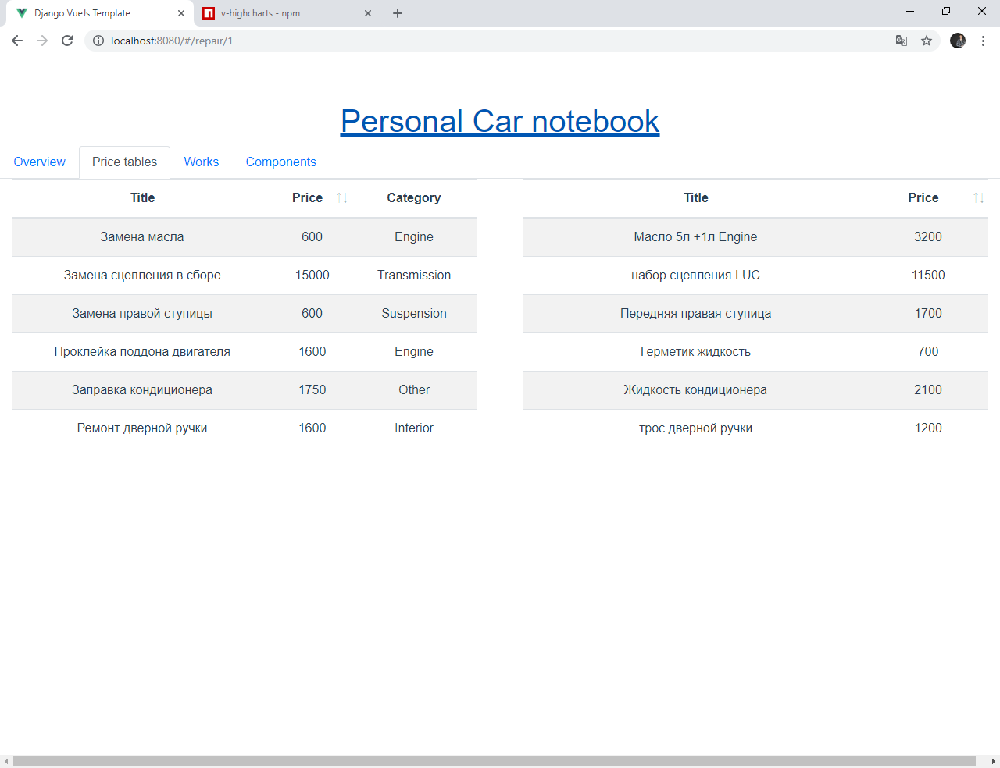 Django VueJs Template
v-highcharts - npm
localhost:8080/#/repair/1
Personal Car notebook
Overview Price tables Works Components
Title Price Category
Замена масла 600 Engine
Замена сцепления в сборе 15000 Transmission
Замена правой ступицы 600 Suspension
Проклейка поддона двигателя 1600 Engine
Заправка кондиционера 1750 Other
Ремонт дверной ручки 1600 Interior
Title Price
Масло 5л +1л Engine 3200
набор сцепления LUC 11500
Передняя правая ступица 1700
Герметик жидкость 700
Жидкость кондиционера 2100
трос дверной ручки 1200